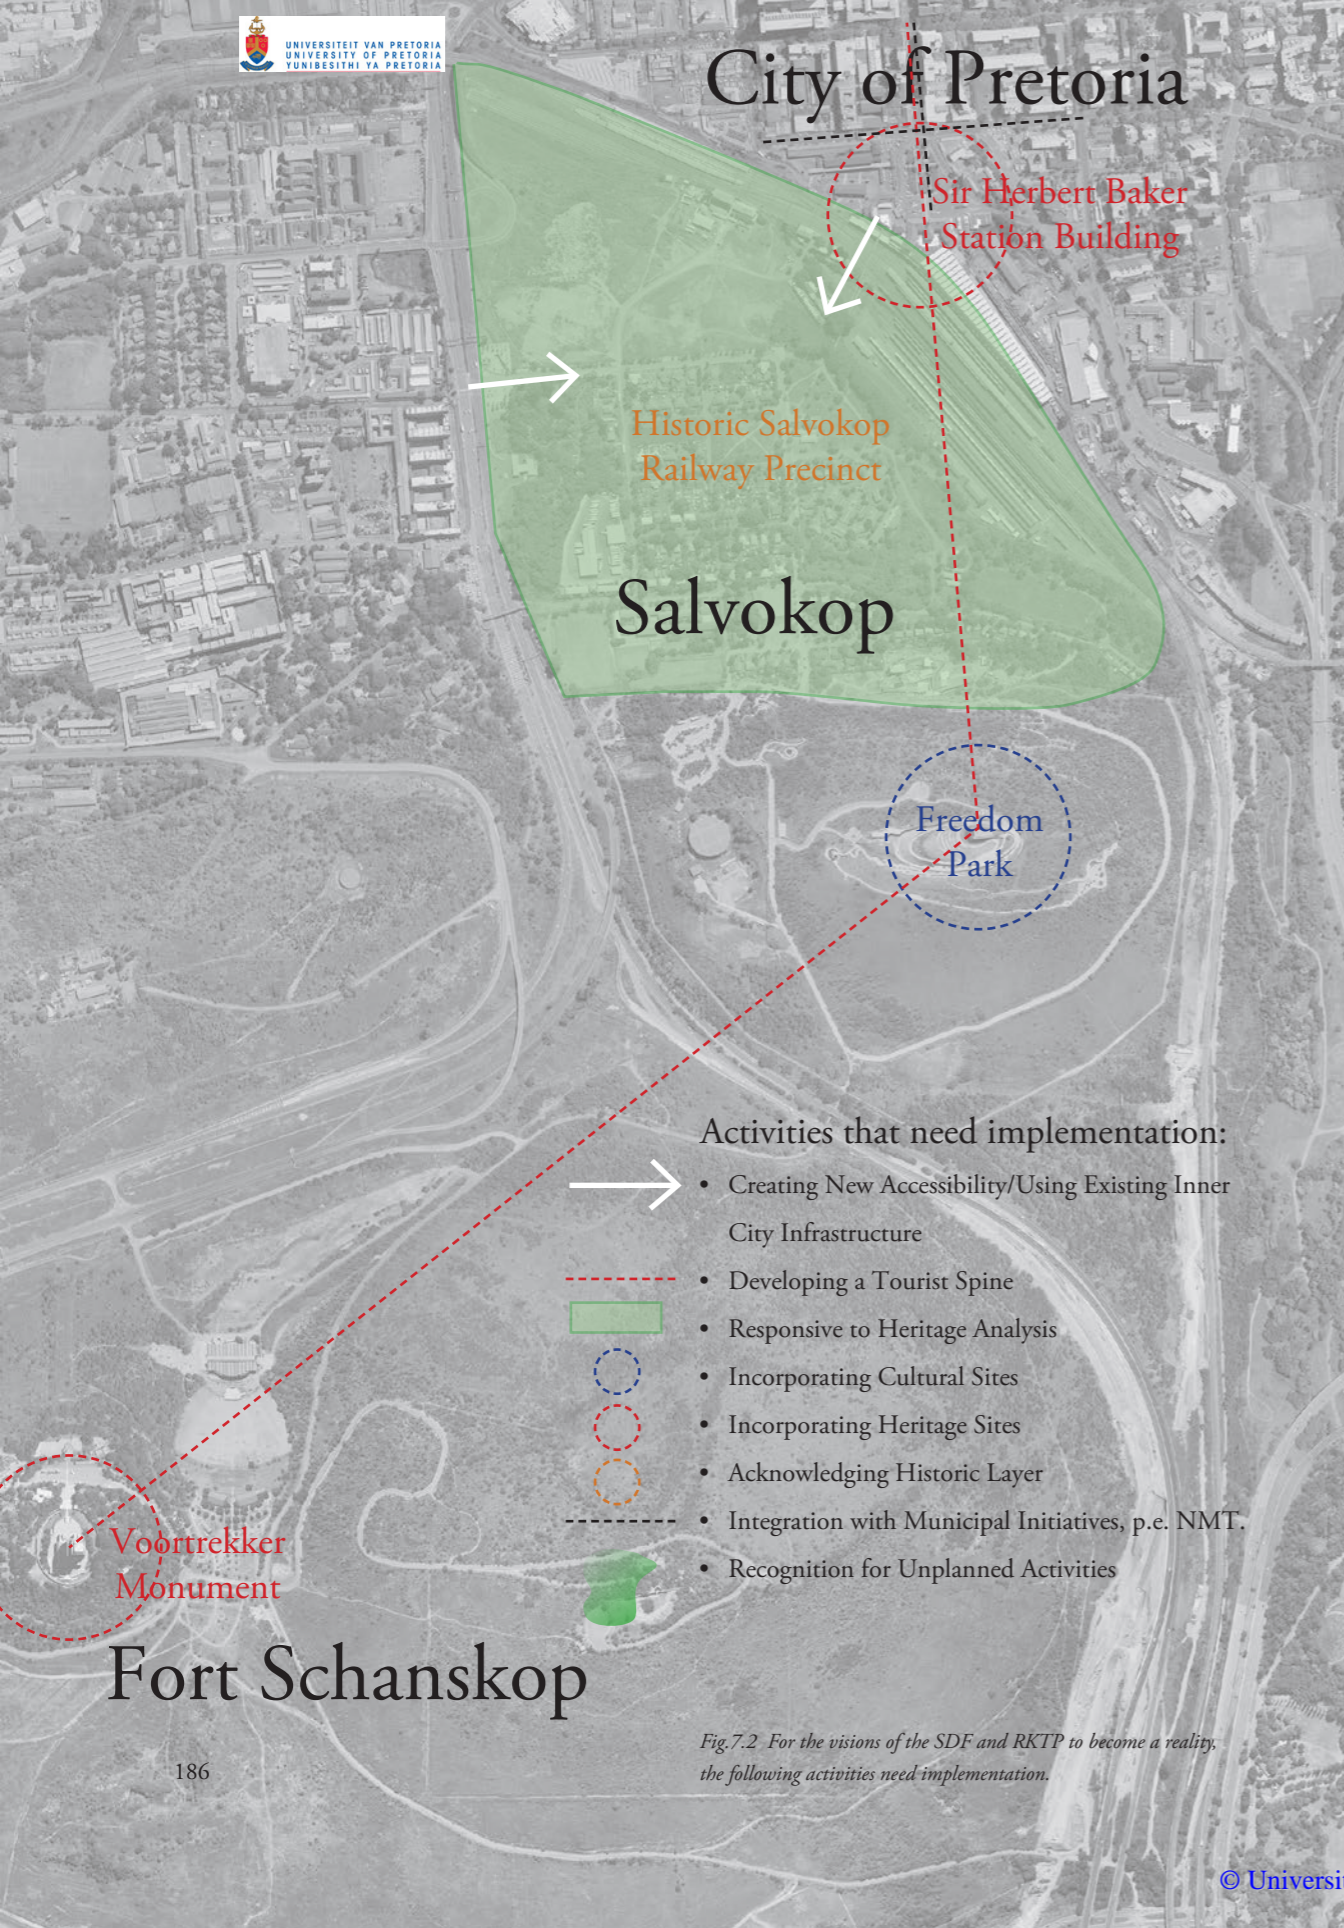 UNIVERSITEIT VAN PRETORIA
UNIVERSITY OF PRETORIA
YUNIBESITHI YA PRETORIA
City of Pretoria
Sir Herbert Baker
Station Building
Historic Salvokop
Railway Precinct
Salvokop
Freedom
Park
Activities that need implementation:
• Creating New Accessibility/Using Existing Inner
City Infrastructure
• Developing a Tourist Spine
• Responsive to Heritage Analysis
• Incorporating Cultural Sites
• Incorporating Heritage Sites
• Acknowledging Historic Layer
• Integration with Municipal Initiatives, p.e. NMT.
• Recognition for Unplanned Activities
Voortrekker
Monument
Fort Schanskop
Fig.7.2 For the visions of the SDF and RKTP to become a reality,
the following activities need implementation.
186
©